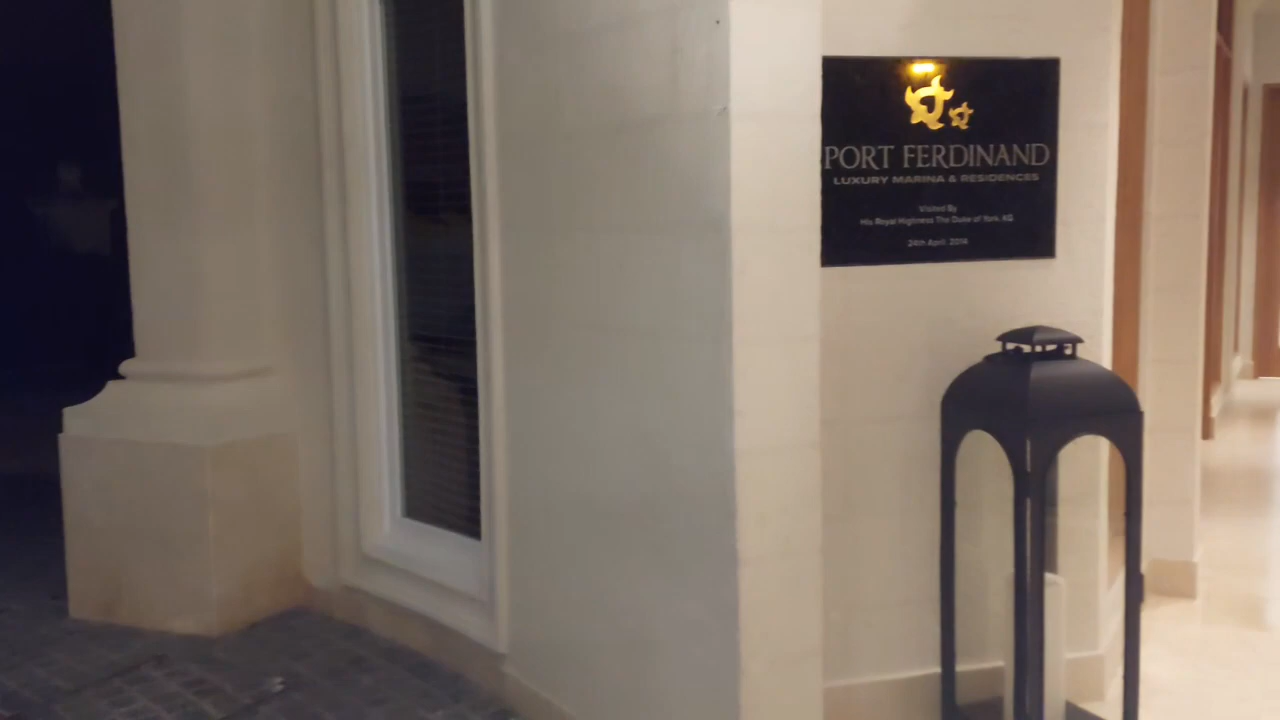 PORT FERDINAND
LUXURY MARINA & RESIDENCES
Visited By
His Royal Highness The Duke of York, KG
24th April, 2014